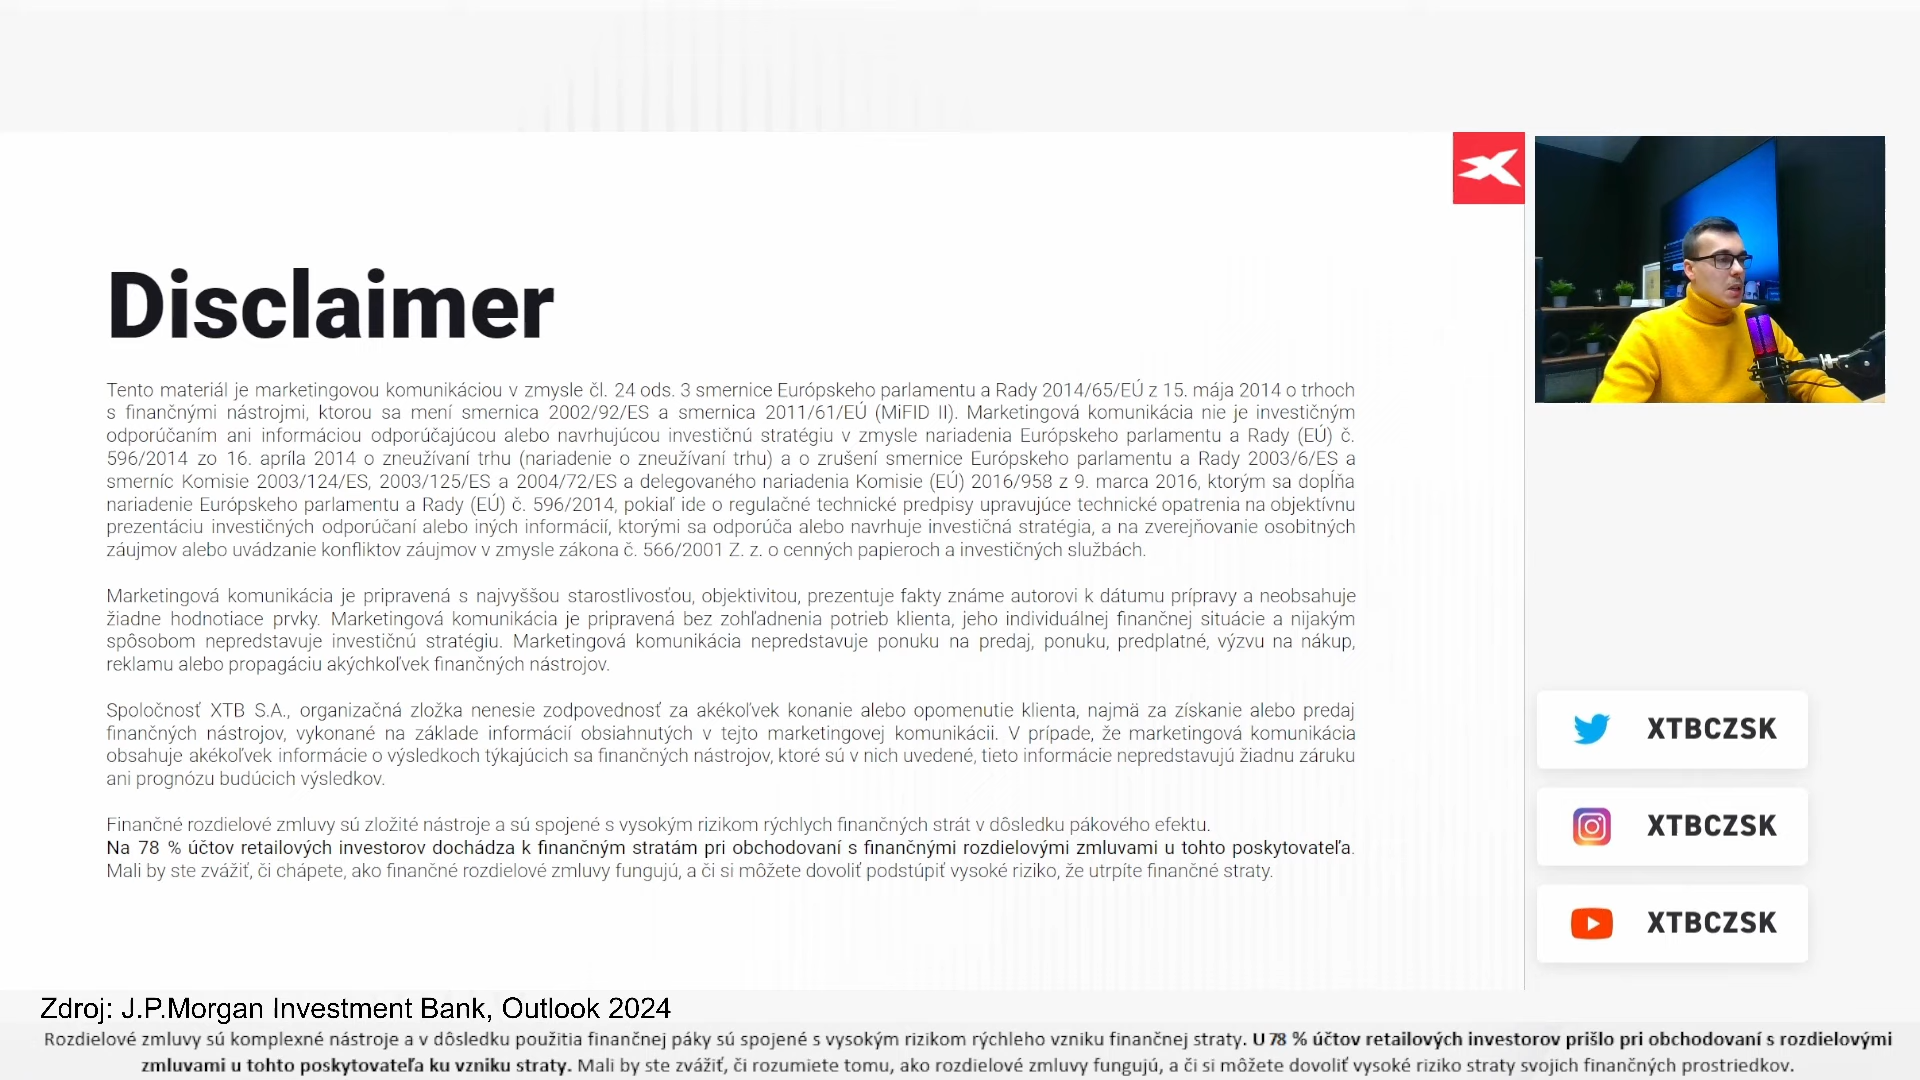 Disclaimer
Tento materiál je marketingovou komunikáciou v zmysle čl. 24 ods. 3 smernice Európskeho parlamentu a Rady 2014/65/EÚ z 15. mája 2014 o trhoch
s finančnými nástrojmi, ktorou sa mení smernica 2002/92/ES a smernica 2011/61/EÚ (MiFID II). Marketingová komunikácia nie je investičným
odporúčaním ani informáciou odporúčajúcou alebo navrhujúcou investičnú stratégiu v zmysle nariadenia Európskeho parlamentu a Rady (EÚ) č.
596/2014 zo 16. apríla 2014 o zneužívaní trhu (nariadenie o zneužívaní trhu) a o zrušení smernice Európskeho parlamentu a Rady 2003/6/ES a
smerníc Komisie 2003/124/ES, 2003/125/ES a 2004/72/ES a delegovaného nariadenia Komisie (EÚ) 2016/958 z 9. marca 2016, ktorým sa dopĺňa
nariadenie Európskeho parlamentu a Rady (EÚ) č. 596/2014, pokiaľ ide o regulačné technické predpisy upravujúce technické opatrenia na objektívnu
prezentáciu investičných odporúčaní alebo iných informácií, ktorými sa odporúča alebo navrhuje investičná stratégia, a na zverejňovanie osobitných
záujmov alebo uvádzanie konfliktov záujmov v zmysle zákona č. 566/2001 Z. z. o cenných papieroch a investičných službách.
Marketingová komunikácia je pripravená s najvyššou starostlivosťou, objektivitou, prezentuje fakty známe autorovi k dátumu prípravy a neobsahuje
žiadne hodnotiace prvky. Marketingová komunikácia je pripravená bez zohľadnenia potrieb klienta, jeho individuálnej finančnej situácie a nijakým
spôsobom nepredstavuje investičnú stratégiu. Marketingová komunikácia nepredstavuje ponuku na predaj, ponuku, predplatné, výzvu na nákup,
reklamu alebo propagáciu akýchkoľvek finančných nástrojov.
Spoločnosť XTB S.A., organizačná zložka nenesie zodpovednosť za akékoľvek konanie alebo opomenutie klienta, najmä za získanie alebo predaj
finančných nástrojov, vykonané na základe informácií obsiahnutých v tejto marketingovej komunikácii. V prípade, že marketingová komunikácia
obsahuje akékoľvek informácie o výsledkoch týkajúcich sa finančných nástrojov, ktoré sú v nich uvedené, tieto informácie nepredstavujú žiadnu záruku
ani prognózu budúcich výsledkov.
Finančné rozdielové zmluvy sú zložité nástroje a sú spojené s vysokým rizikom rýchlych finančných strát v dôsledku pákového efektu.
Na 78 % účtov retailových investorov dochádza k finančným stratám pri obchodovaní s finančnými rozdielovými zmluvami u tohto poskytovateľa.
Mali by ste zvážiť, či chápete, ako finančné rozdielové zmluvy fungujú, a či si môžete dovoliť podstúpiť vysoké riziko, že utrpíte finančné straty.
XTBCZSK
XTBCZSK
XTBCZSK
Zdroj: J.P.Morgan Investment Bank, Outlook 2024
Rozdielové zmluvy sú komplexné nástroje a v dôsledku použitia finančnej páky sú spojené s vysokým rizikom rýchleho vzniku finančnej straty. U 78 % účtov retailových investorov prišlo pri obchodovaní s rozdielovými
zmluvami u tohto poskytovateľa ku vzniku straty. Mali by ste zvážiť, či rozumiete tomu, ako rozdielové zmluvy fungujú, a či si môžete dovoliť vysoké riziko straty svojich finančných prostriedkov.